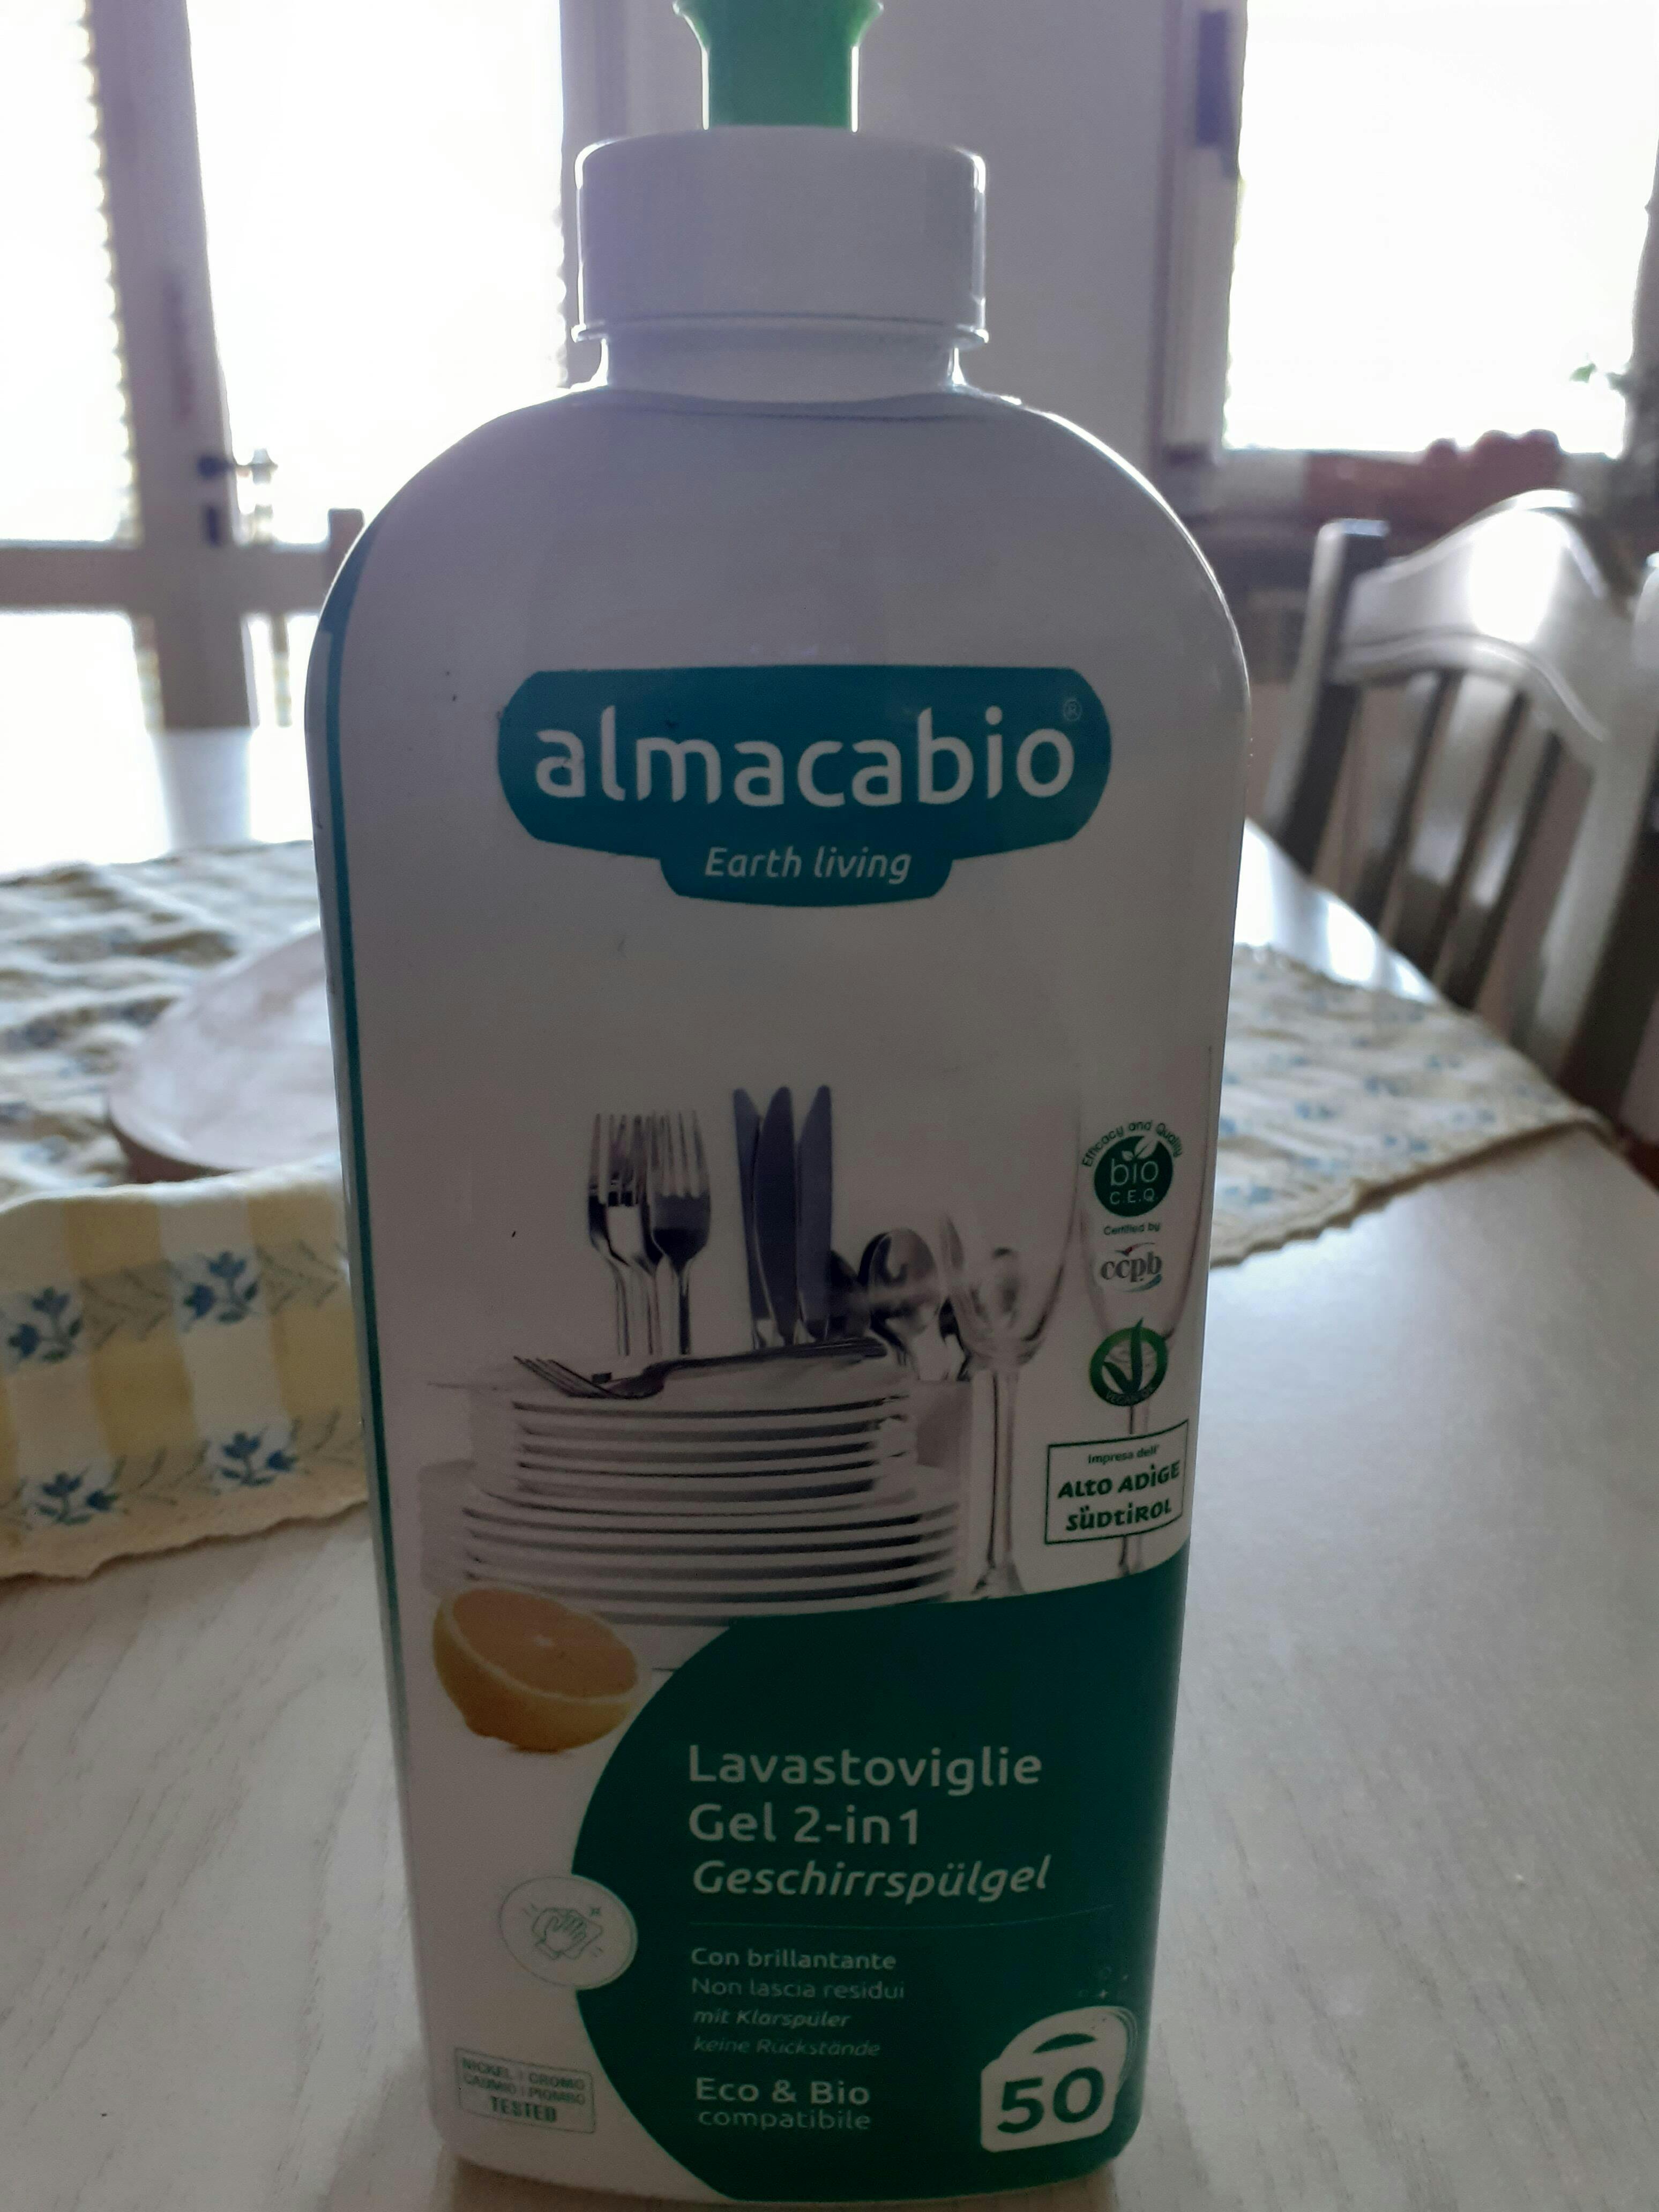 almacabio®
Earth living
Efficacy and Quality
bio
C.E.Q
Certified by
ccpb
VEGANOK
Impresa dell'
ALTO ADIGE
SÜDTIROL
Lavastoviglie
Gel 2-in1
Geschirrspülgel
Con brillantante
Non lascia residui
mit Klarspüler
keine Rückstände
Eco & Bio
compatibile
50
NICKEL | CROMO
CADMIO | PIOMBO
TESTED